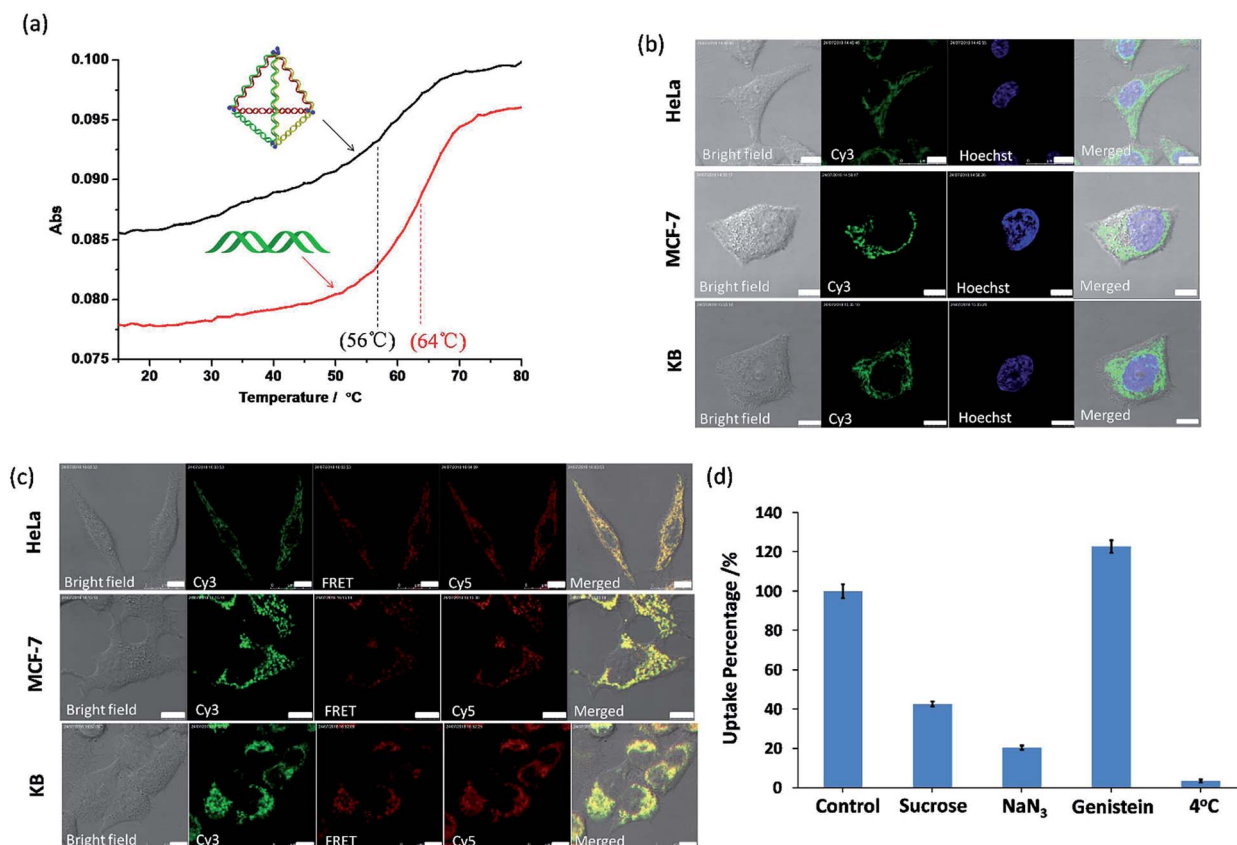 (a)
0.100
0.095
0.090
0.085
0.080
0.075
Abs
20 30 40 50 60 70 80
Temperature / °C
(56℃) (64℃)
(b)
HeLa
Bright field Cy3 Hoechst Merged
MCF-7
Bright field Cy3 Hoechst Merged
KB
Bright field Cy3 Hoechst Merged
(c)
HeLa
Bright field Cy3 FRET Cy5 Merged
MCF-7
Bright field Cy3 FRET Cy5 Merged
KB
Bright field Cy3 FRET Cy5 Merged
(d)
140
120
100
80
60
40
20
0
Uptake Percentage /%
Control Sucrose NaN₃ Genistein 4ºC